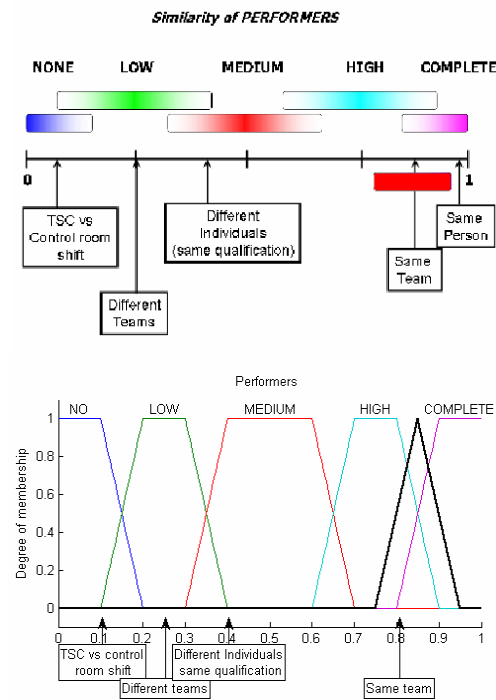 Similarity of PERFORMERS
NONE LOW MEDIUM HIGH COMPLETE
0 1
TSC vs
Control room
shift
Different
Individuals
(same qualification)
Same
Person
Same
Team
Different
Teams
Performers
NO LOW MEDIUM HIGH COMPLETE
Degree of membership
1
0.8
0.6
0.4
0.2
0
0 0.1 0.2 0.3 0.4 0.5 0.6 0.7 0.8 0.9 1
TSC vs control
room shift
Different Individuals
same qualification
Different teams
Same team